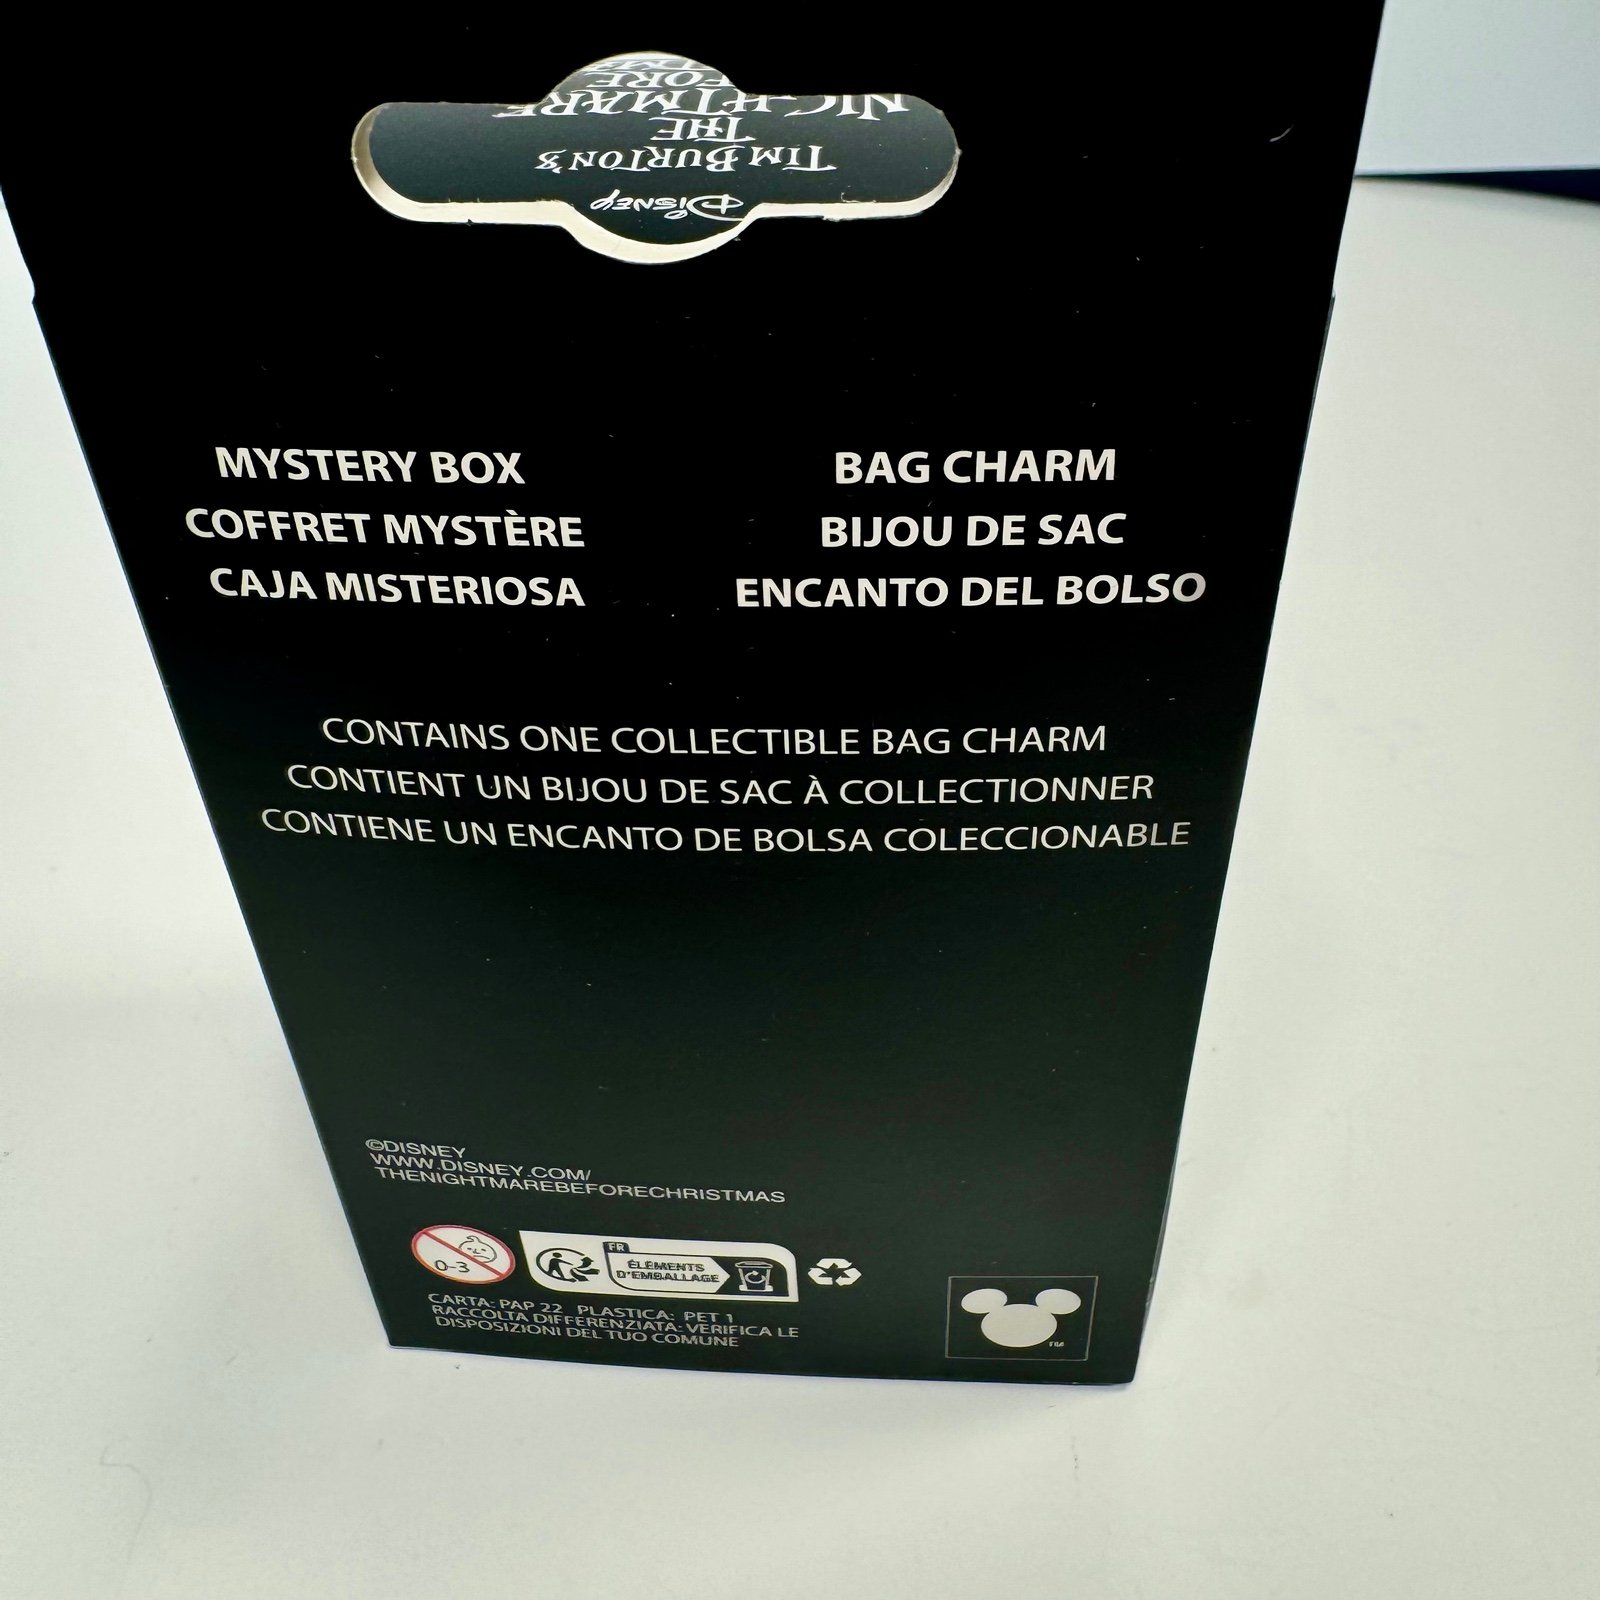 DISNEY
TIM BURTON'S
THE
NIGHTMARE
MYSTERY BOX
COFFRET MYSTÈRE
CAJA MISTERIOSA
BAG CHARM
BIJOU DE SAC
ENCANTO DEL BOLSO
CONTAINS ONE COLLECTIBLE BAG CHARM
CONTIENT UN BIJOU DE SAC À COLLECTIONNER
CONTIENE UN ENCANTO DE BOLSA COLECCIONABLE
©DISNEY
WWW.DISNEY.COM/
THENIGHTMAREBEFORECHRISTMAS
0-3
FR
ÉLÉMENTS
D'EMBALLAGE
CARTA: PAP 22 PLASTICA: PET 1
RACCOLTA DIFFERENZIATA: VERIFICA LE
DISPOSIZIONI DEL TUO COMUNE
TM